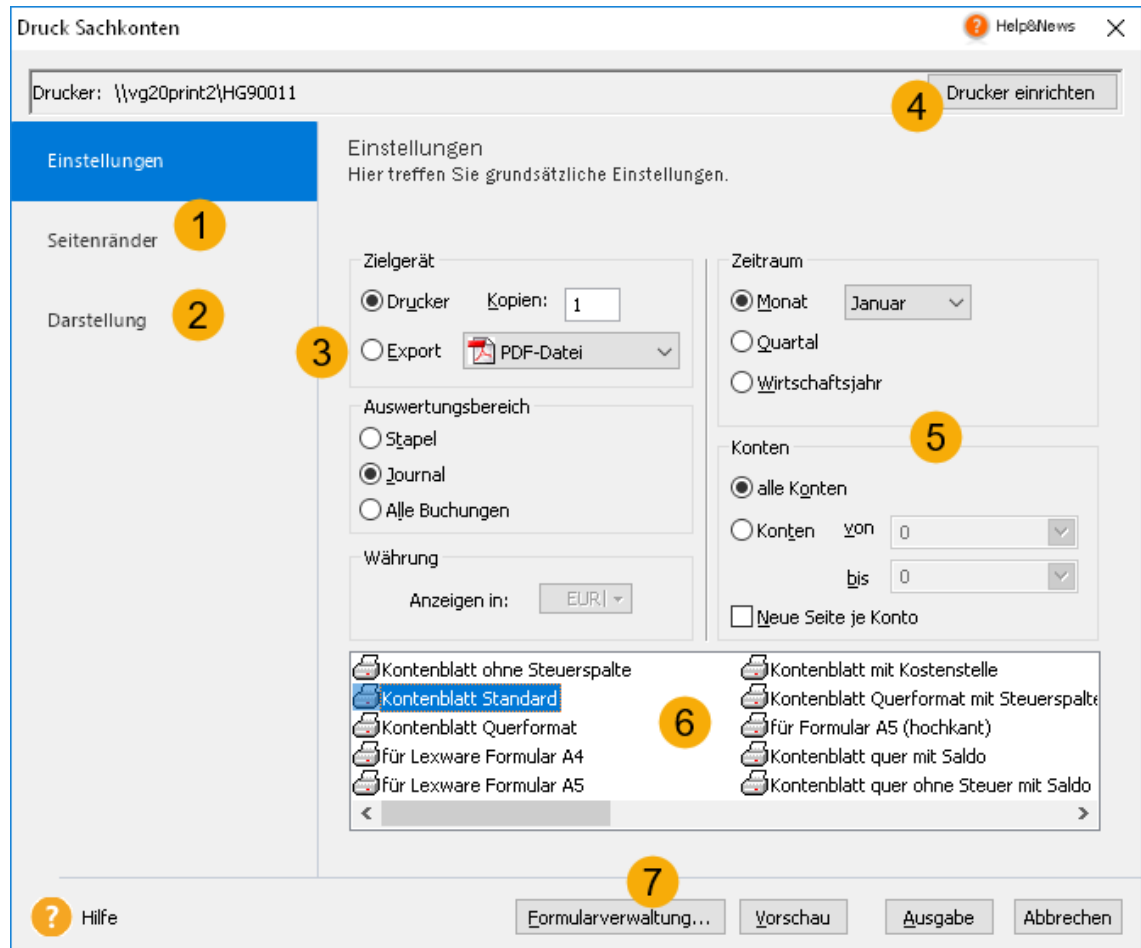 Druck Sachkonten
Help&News
Drucker: \\vg20print2\HG90011
Drucker einrichten
4
Einstellungen
1
Seitenränder
2
Darstellung
Einstellungen
Hier treffen Sie grundsätzliche Einstellungen.
Zielgerät
Drucker Kopien: 1
3
Export PDF-Datei
Auswertungsbereich
Stapel
Journal
Alle Buchungen
Währung
Anzeigen in: EUR
Zeitraum
Monat Januar
Quartal
Wirtschaftsjahr
5
Konten
alle Konten
Konten von 0
bis 0
Neue Seite je Konto
Kontenblatt ohne Steuerspalte
Kontenblatt Standard
Kontenblatt Querformat
für Lexware Formular A4
für Lexware Formular A5
6
Kontenblatt mit Kostenstelle
Kontenblatt Querformat mit Steuerspalte
für Formular A5 (hochkant)
Kontenblatt quer mit Saldo
Kontenblatt quer ohne Steuer mit Saldo
7
? Hilfe
Formularverwaltung...
Vorschau
Ausgabe
Abbrechen